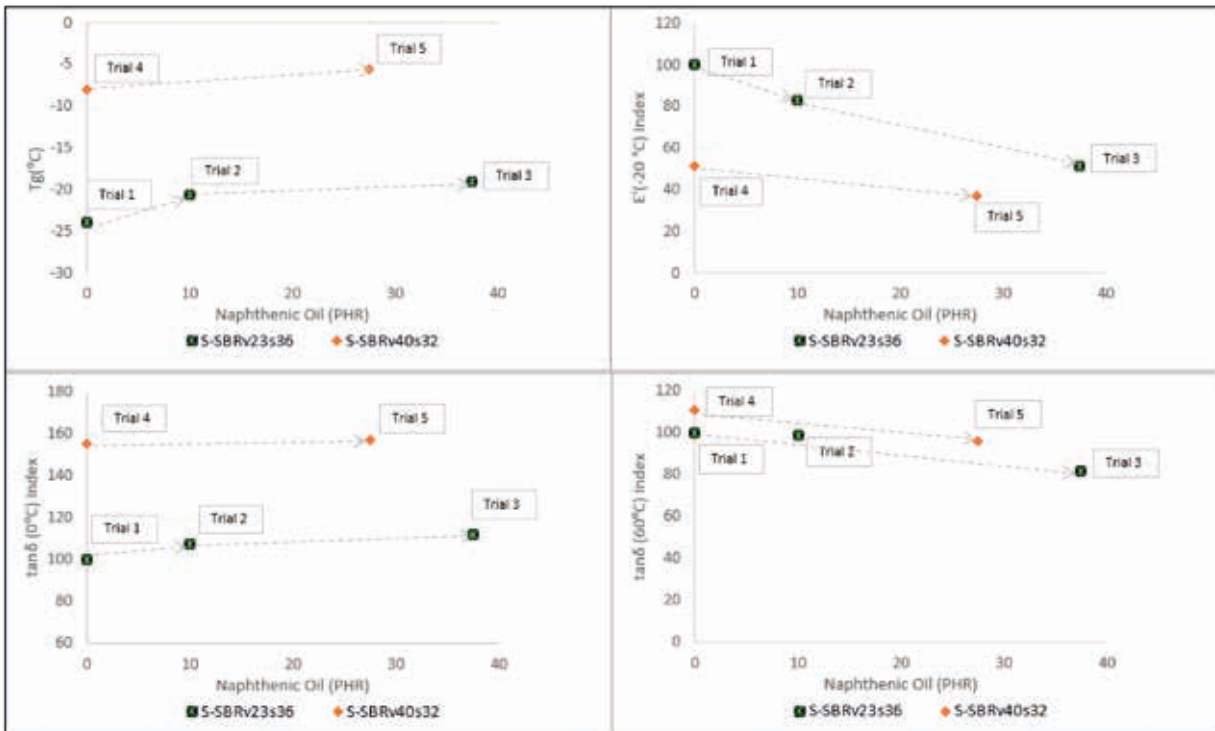 0
-5
-10
-15
-20
-25
-30
Tg(°C)
Trial 4
Trial 5
Trial 1
Trial 2
Trial 3
0 10 20 30 40
Naphthenic Oil (PHR)
S-SBRv23s36 S-SBRv40s32
120
100
80
60
40
20
0
E'(-20 °C) Index
Trial 1
Trial 2
Trial 3
Trial 4
Trial 5
0 10 20 30 40
Naphthenic Oil (PHR)
S-SBRv23s36 S-SBRv40s32
180
160
140
120
100
80
60
tanδ (0°C) Index
Trial 4
Trial 5
Trial 1
Trial 2
Trial 3
0 10 20 30 40
Naphthenic Oil (PHR)
S-SBRv23s36 S-SBRv40s32
120
100
80
60
40
20
0
tanδ (60°C) Index
Trial 4
Trial 5
Trial 1
Trial 2
Trial 3
0 10 20 30 40
Naphthenic Oil (PHR)
S-SBRv23s36 S-SBRv40s32